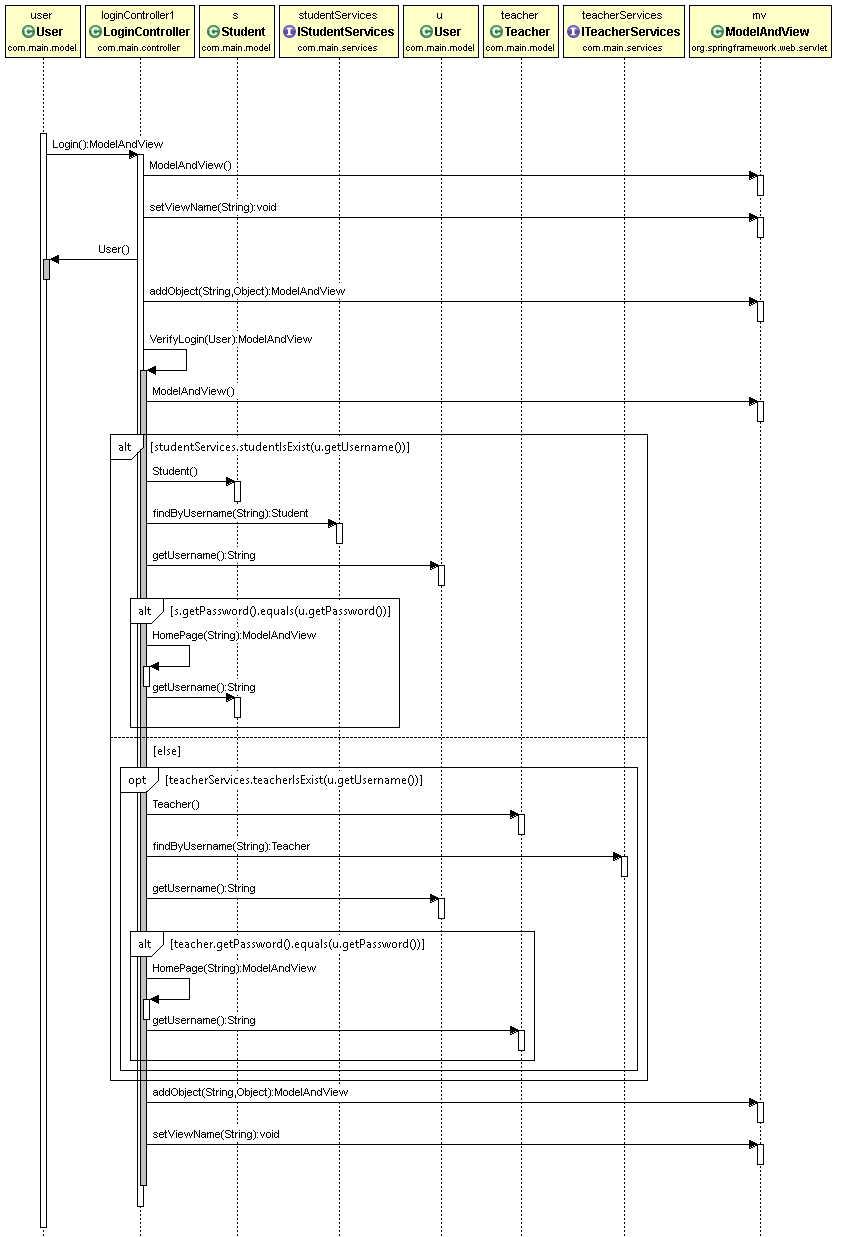 user
User
com.main.model
loginController1
LoginController
com.main.controller
s
Student
com.main.model
studentServices
IStudentServices
com.main.services
u
User
com.main.model
teacher
Teacher
com.main.model
teacherServices
ITeacherServices
com.main.services
mv
ModelAndView
org.springframework.web.servlet
Login():ModelAndView
ModelAndView()
setViewName(String):void
User()
addObject(String,Object):ModelAndView
VerifyLogin(User):ModelAndView
ModelAndView()
alt [studentServices.studentIsExist(u.getUsername())]
Student()
findByUsername(String):Student
getUsername():String
alt [s.getPassword().equals(u.getPassword())]
HomePage(String):ModelAndView
getUsername():String
[else]
opt [teacherServices.teacherIsExist(u.getUsername())]
Teacher()
findByUsername(String):Teacher
getUsername():String
alt [teacher.getPassword().equals(u.getPassword())]
HomePage(String):ModelAndView
getUsername():String
addObject(String,Object):ModelAndView
setViewName(String):void